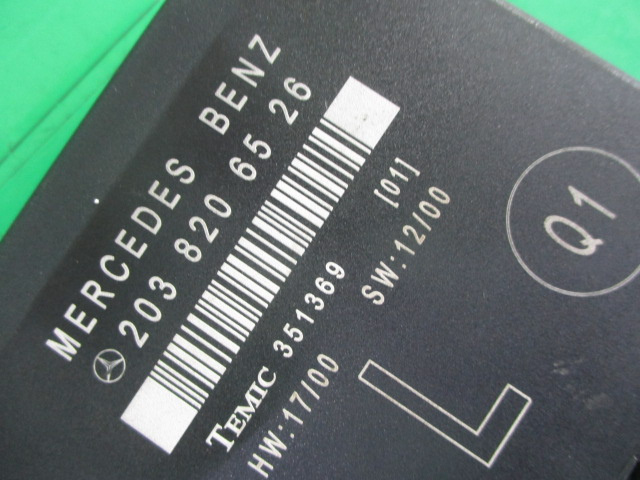 MERCEDES BENZ
203 820 65 26
[01]
TEMIC 351369
HW:17/00 SW:12/00
L
Q1